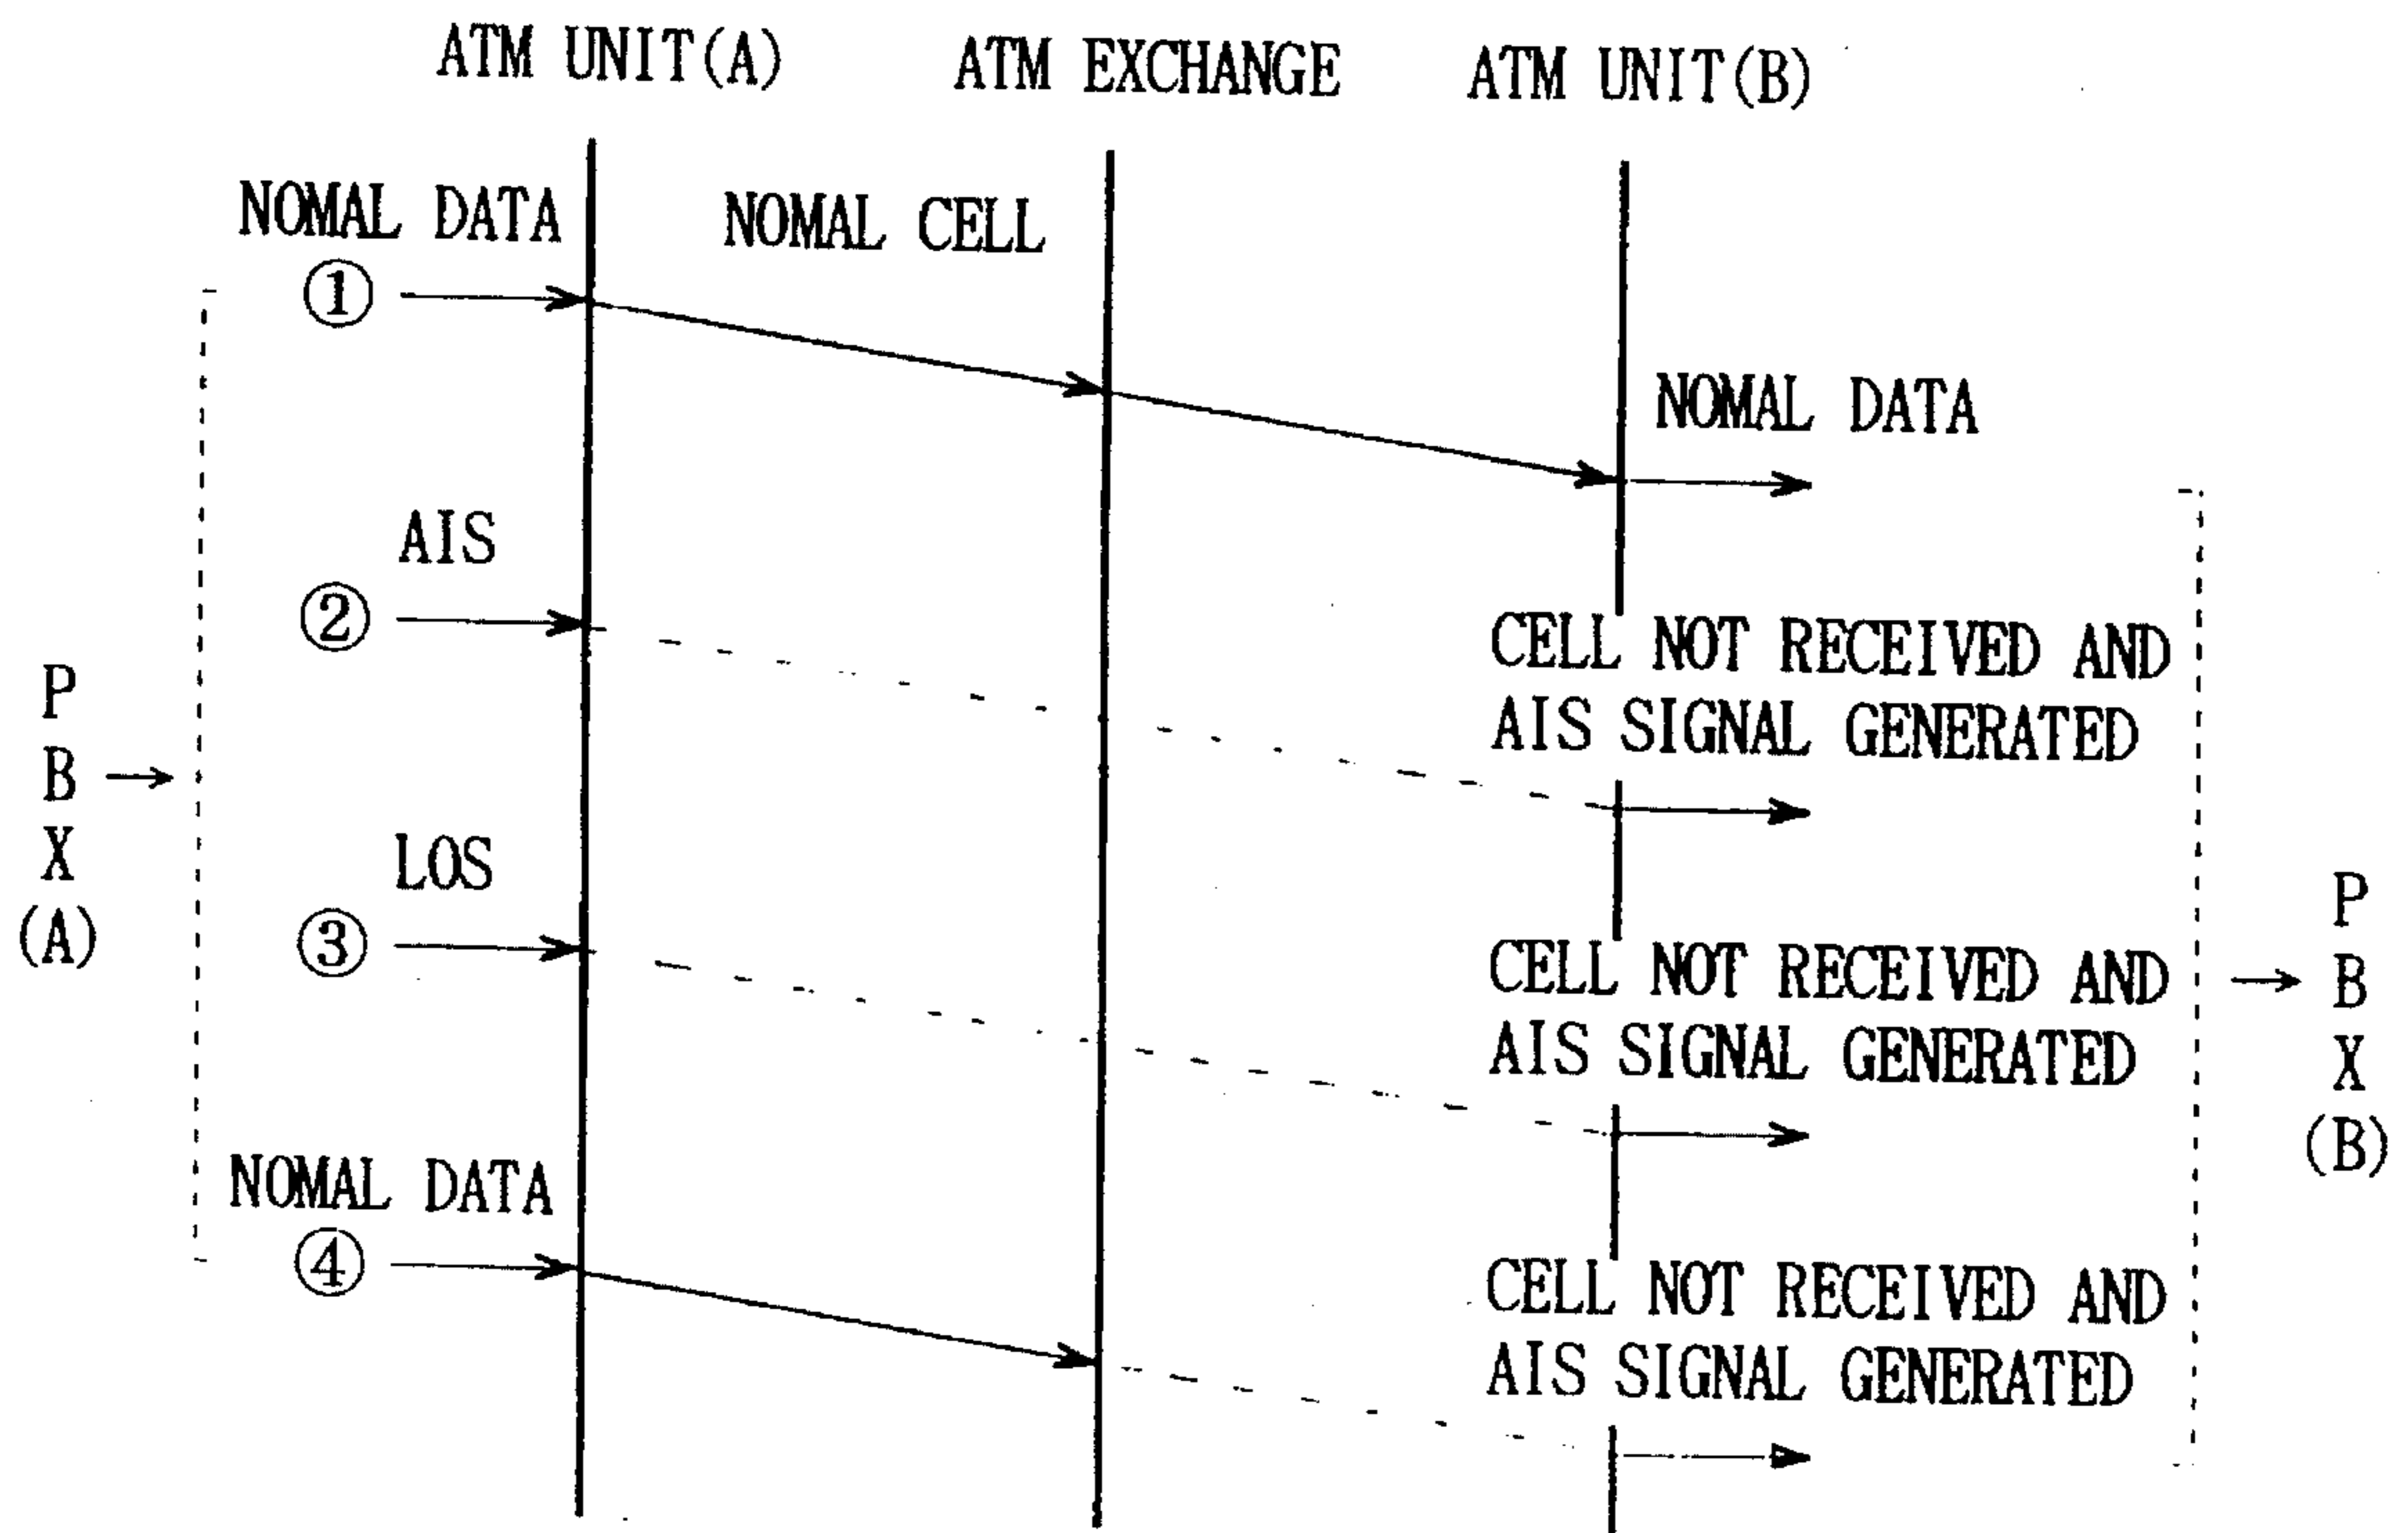 ATM UNIT(A)
ATM EXCHANGE
ATM UNIT(B)
NOMAL DATA
NOMAL CELL
①
NOMAL DATA
AIS
②
CELL NOT RECEIVED AND
AIS SIGNAL GENERATED
PBX(A)
LOS
③
CELL NOT RECEIVED AND
AIS SIGNAL GENERATED
PBX(B)
NOMAL DATA
④
CELL NOT RECEIVED AND
AIS SIGNAL GENERATED